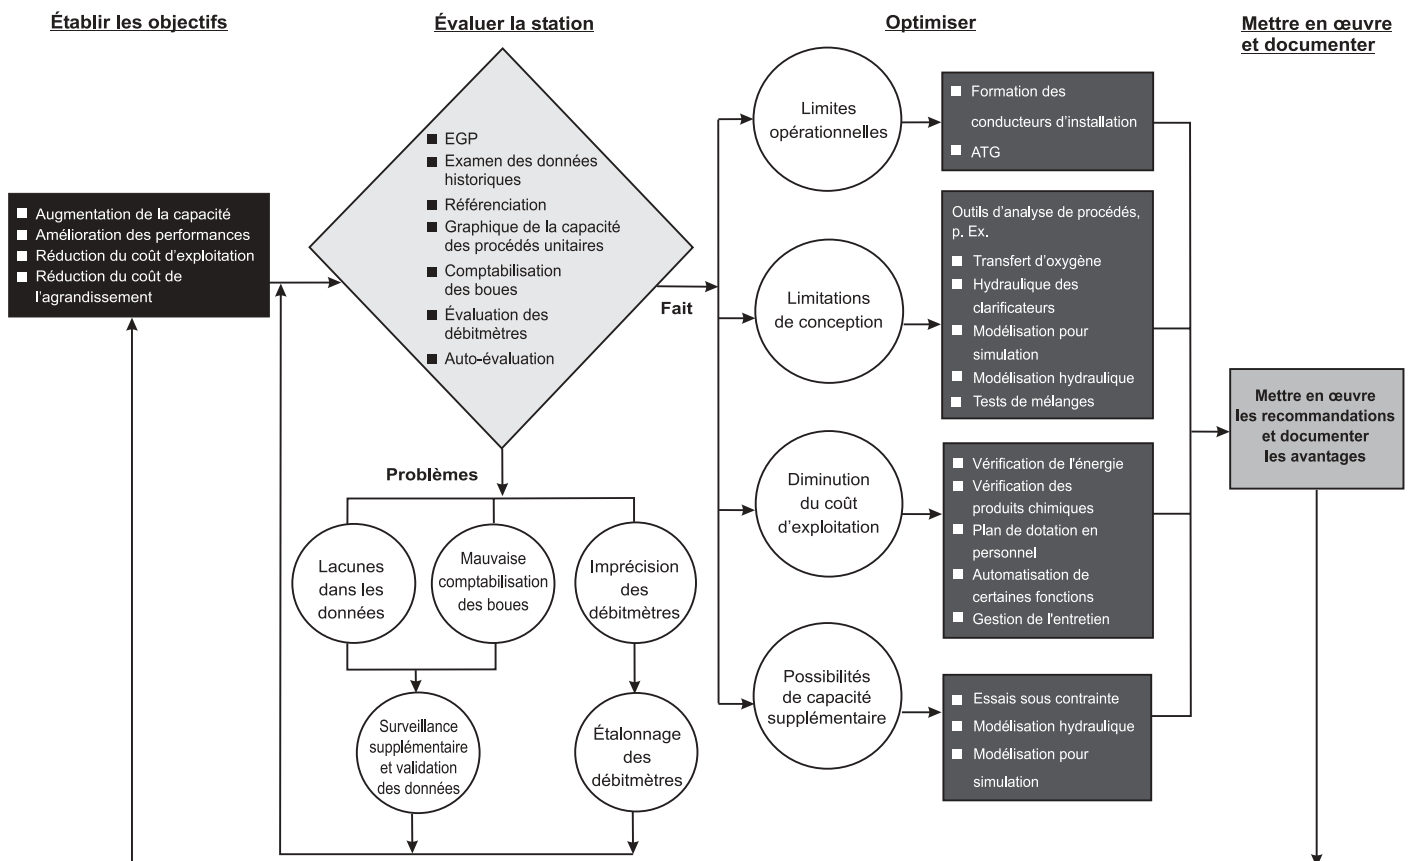 Établir les objectifs
Évaluer la station
Optimiser
Mettre en œuvre
et documenter
Augmentation de la capacité
Amélioration des performances
Réduction du coût d'exploitation
Réduction du coût de
l'agrandissement
EGP
Examen des données
historiques
Référenciation
Graphique de la capacité
des procédés unitaires
Comptabilisation
des boues
Évaluation des
débitmètres
Auto-évaluation
Fait
Problèmes
Lacunes
dans les
données
Mauvaise
comptabilisation
des boues
Imprécision
des
débitmètres
Surveillance
supplémentaire
et validation
des données
Étalonnage
des
débitmètres
Limites
opérationnelles
Formation des
conducteurs d'installation
ATG
Limitations
de conception
Outils d'analyse de procédés,
p. Ex.
Transfert d'oxygène
Hydraulique des
clarificateurs
Modélisation pour
simulation
Modélisation hydraulique
Tests de mélanges
Diminution
du coût
d'exploitation
Vérification de l'énergie
Vérification des
produits chimiques
Plan de dotation en
personnel
Automatisation de
certaines fonctions
Gestion de l'entretien
Possibilités
de capacité
supplémentaire
Essais sous contrainte
Modélisation hydraulique
Modélisation pour
simulation
Mettre en œuvre
les recommandations
et documenter
les avantages